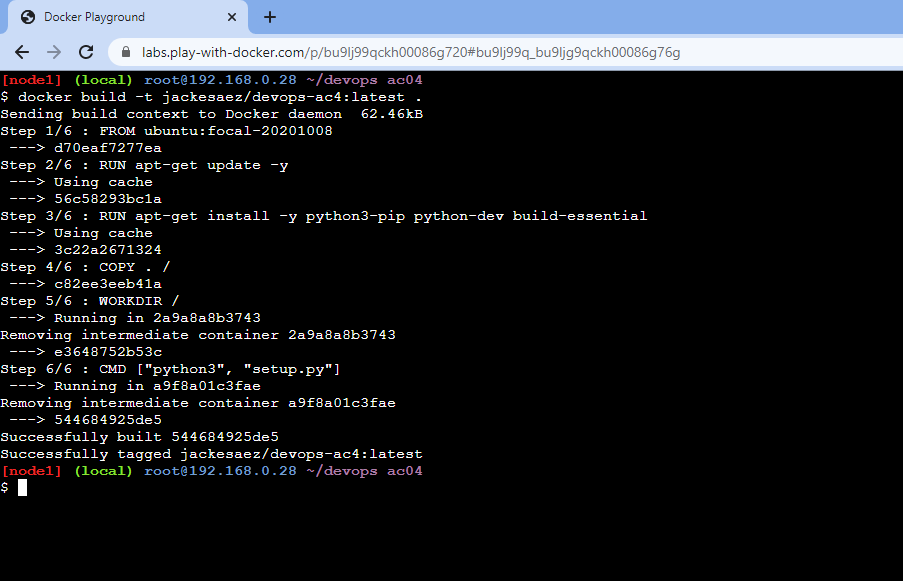 Docker Playground
labs.play-with-docker.com/p/bu9lj99qckh00086g720#bu9lj99q_bu9ljg9qckh00086g76g
[node1] (local) root@192.168.0.28 ~/devops ac04
$ docker build -t jackesaez/devops-ac4:latest .
Sending build context to Docker daemon  62.46kB
Step 1/6 : FROM ubuntu:focal-20201008
 ---> d70eaf7277ea
Step 2/6 : RUN apt-get update -y
 ---> Using cache
 ---> 56c58293bc1a
Step 3/6 : RUN apt-get install -y python3-pip python-dev build-essential
 ---> Using cache
 ---> 3c22a2671324
Step 4/6 : COPY . /
 ---> c82ee3eeb41a
Step 5/6 : WORKDIR /
 ---> Running in 2a9a8a8b3743
Removing intermediate container 2a9a8a8b3743
 ---> e3648752b53c
Step 6/6 : CMD ["python3", "setup.py"]
 ---> Running in a9f8a01c3fae
Removing intermediate container a9f8a01c3fae
 ---> 544684925de5
Successfully built 544684925de5
Successfully tagged jackesaez/devops-ac4:latest
[node1] (local) root@192.168.0.28 ~/devops ac04
$